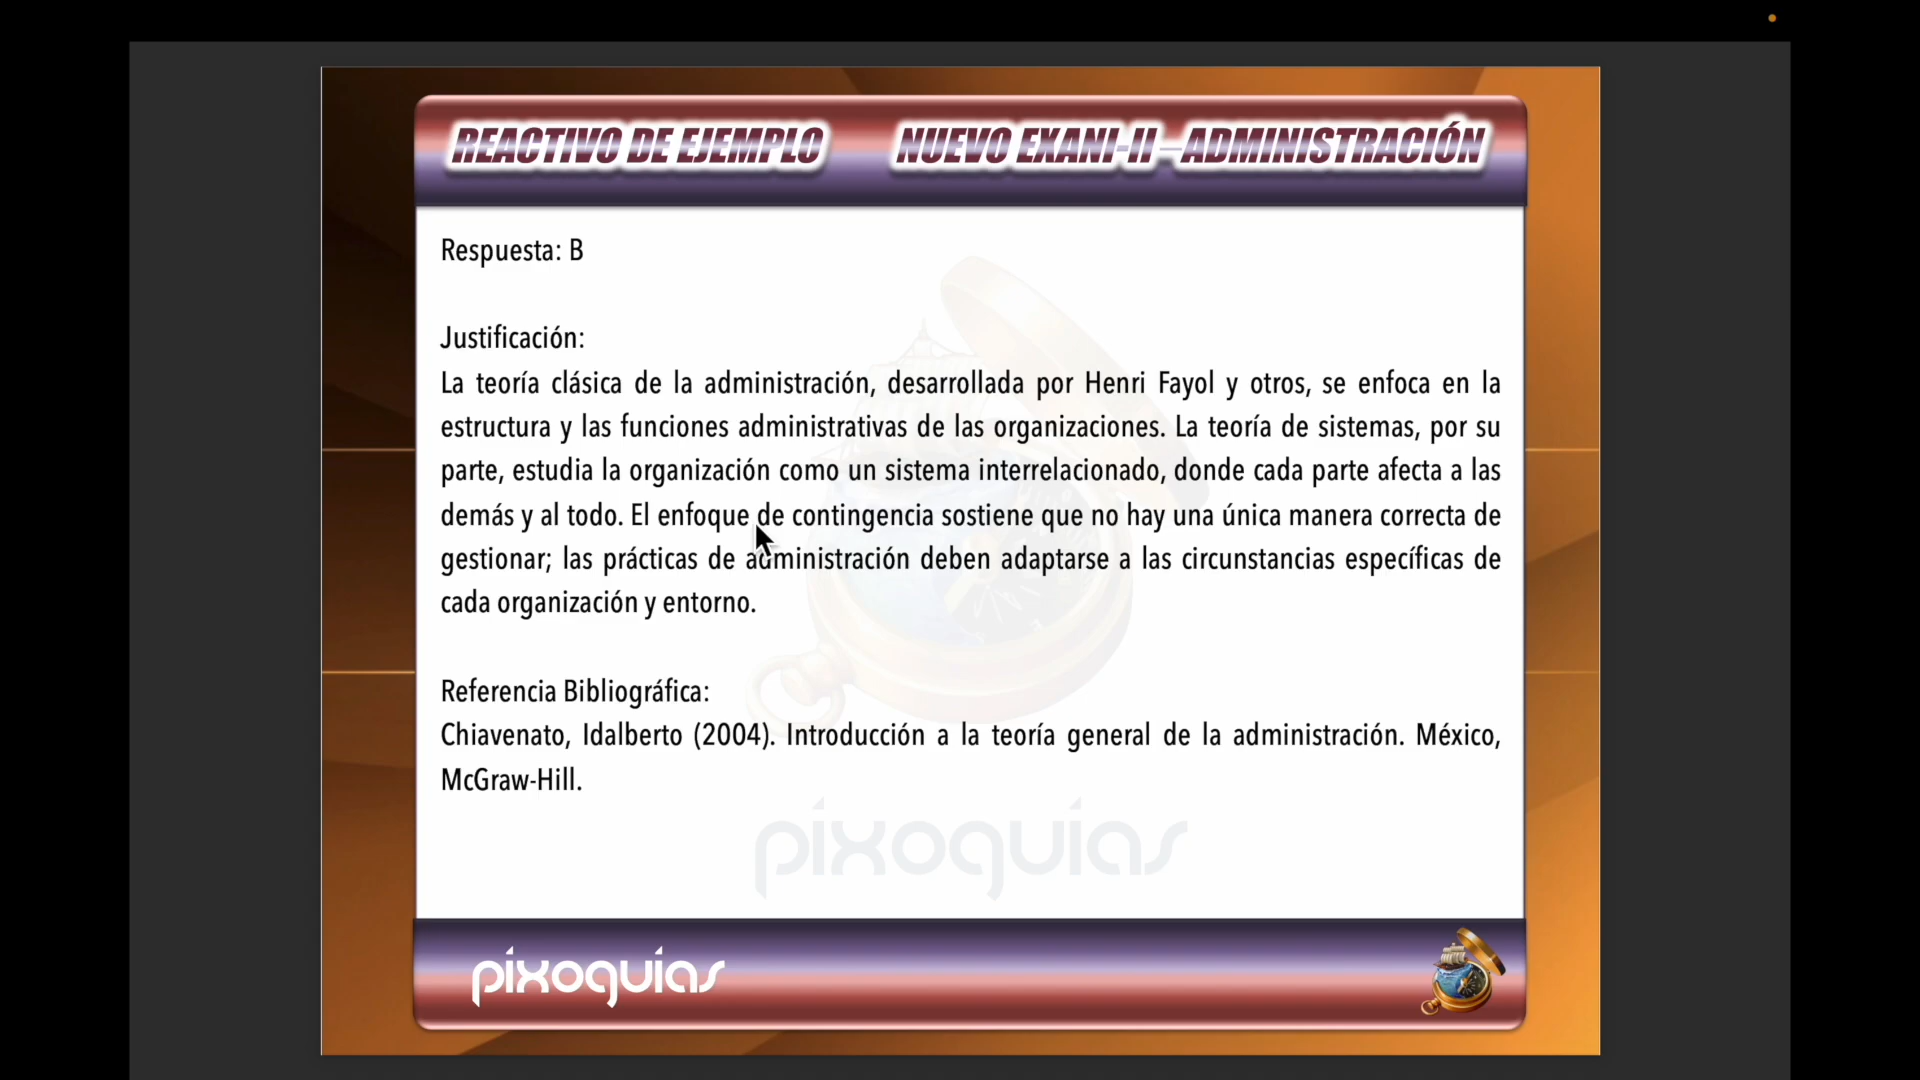 REACTIVO DE EJEMPLO NUEVO EXANI-II – ADMINISTRACIÓN
Respuesta: B
Justificación:
La teoría clásica de la administración, desarrollada por Henri Fayol y otros, se enfoca en la
estructura y las funciones administrativas de las organizaciones. La teoría de sistemas, por su
parte, estudia la organización como un sistema interrelacionado, donde cada parte afecta a las
demás y al todo. El enfoque de contingencia sostiene que no hay una única manera correcta de
gestionar; las prácticas de administración deben adaptarse a las circunstancias específicas de
cada organización y entorno.
Referencia Bibliográfica:
Chiavenato, Idalberto (2004). Introducción a la teoría general de la administración. México,
McGraw-Hill.
pixoguías
pixoguías